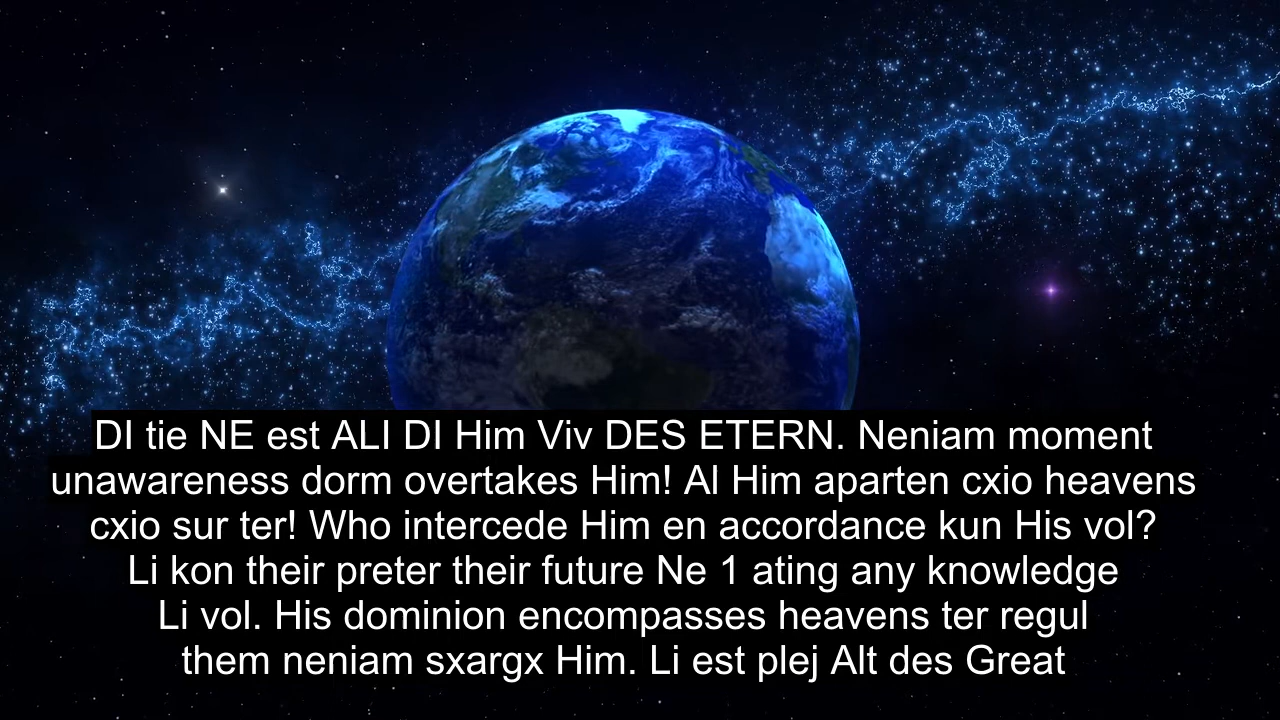 DI tie NE est ALI DI Him Viv DES ETERN. Neniam moment
unawareness dorm overtakes Him! Al Him aparten cxio heavens
cxio sur ter! Who intercede Him en accordance kun His vol?
Li kon their preter their future Ne 1 ating any knowledge
Li vol. His dominion encompasses heavens ter regul
them neniam sxargx Him. Li est plej Alt des Great